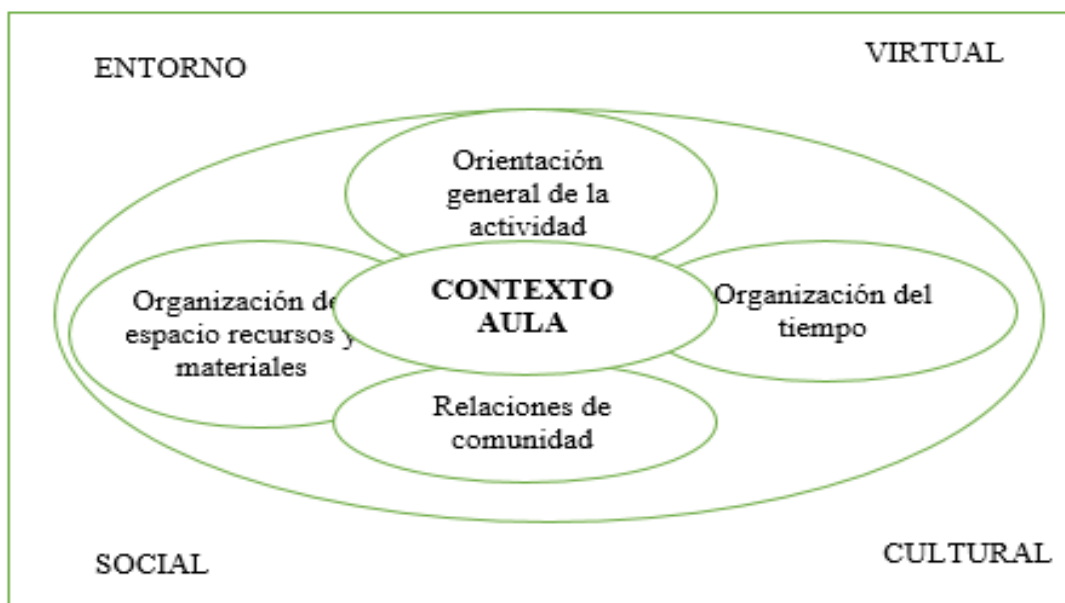 ENTORNO
VIRTUAL
Orientación
general de la
actividad
Organización de
espacio recursos y
materiales
CONTEXTO
AULA
Organización del
tiempo
Relaciones de
comunidad
SOCIAL
CULTURAL